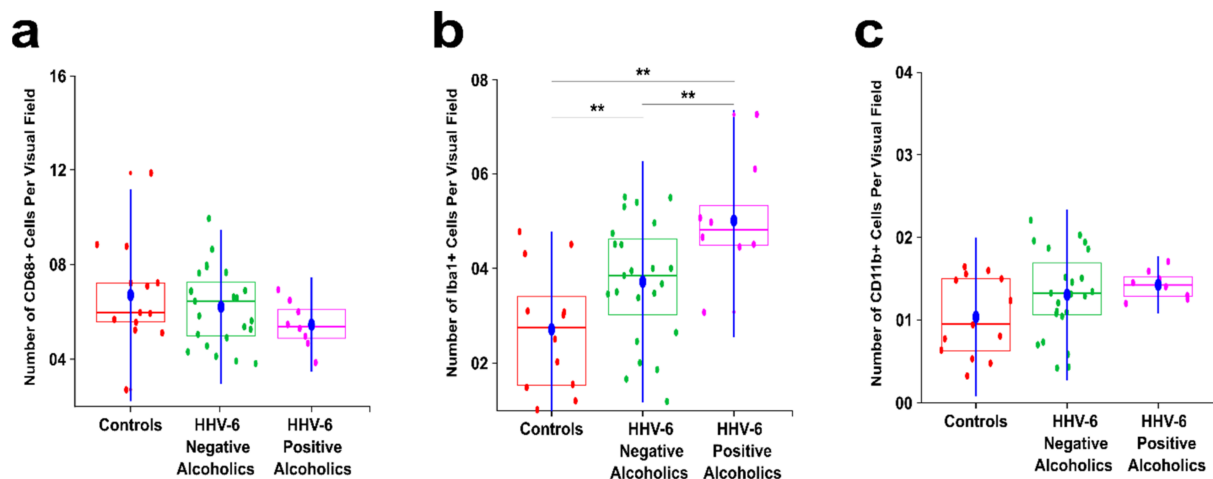 a
Number of CD68+ Cells Per Visual Field
16
12
08
04
Controls
HHV-6
Negative
Alcoholics
HHV-6
Positive
Alcoholics
b
Number of Iba1+ Cells Per Visual Field
08
06
04
02
**
**
**
Controls
HHV-6
Negative
Alcoholics
HHV-6
Positive
Alcoholics
c
Number of CD11b+ Cells Per Visual Field
04
03
02
01
00
Controls
HHV-6
Negative
Alcoholics
HHV-6
Positive
Alcoholics